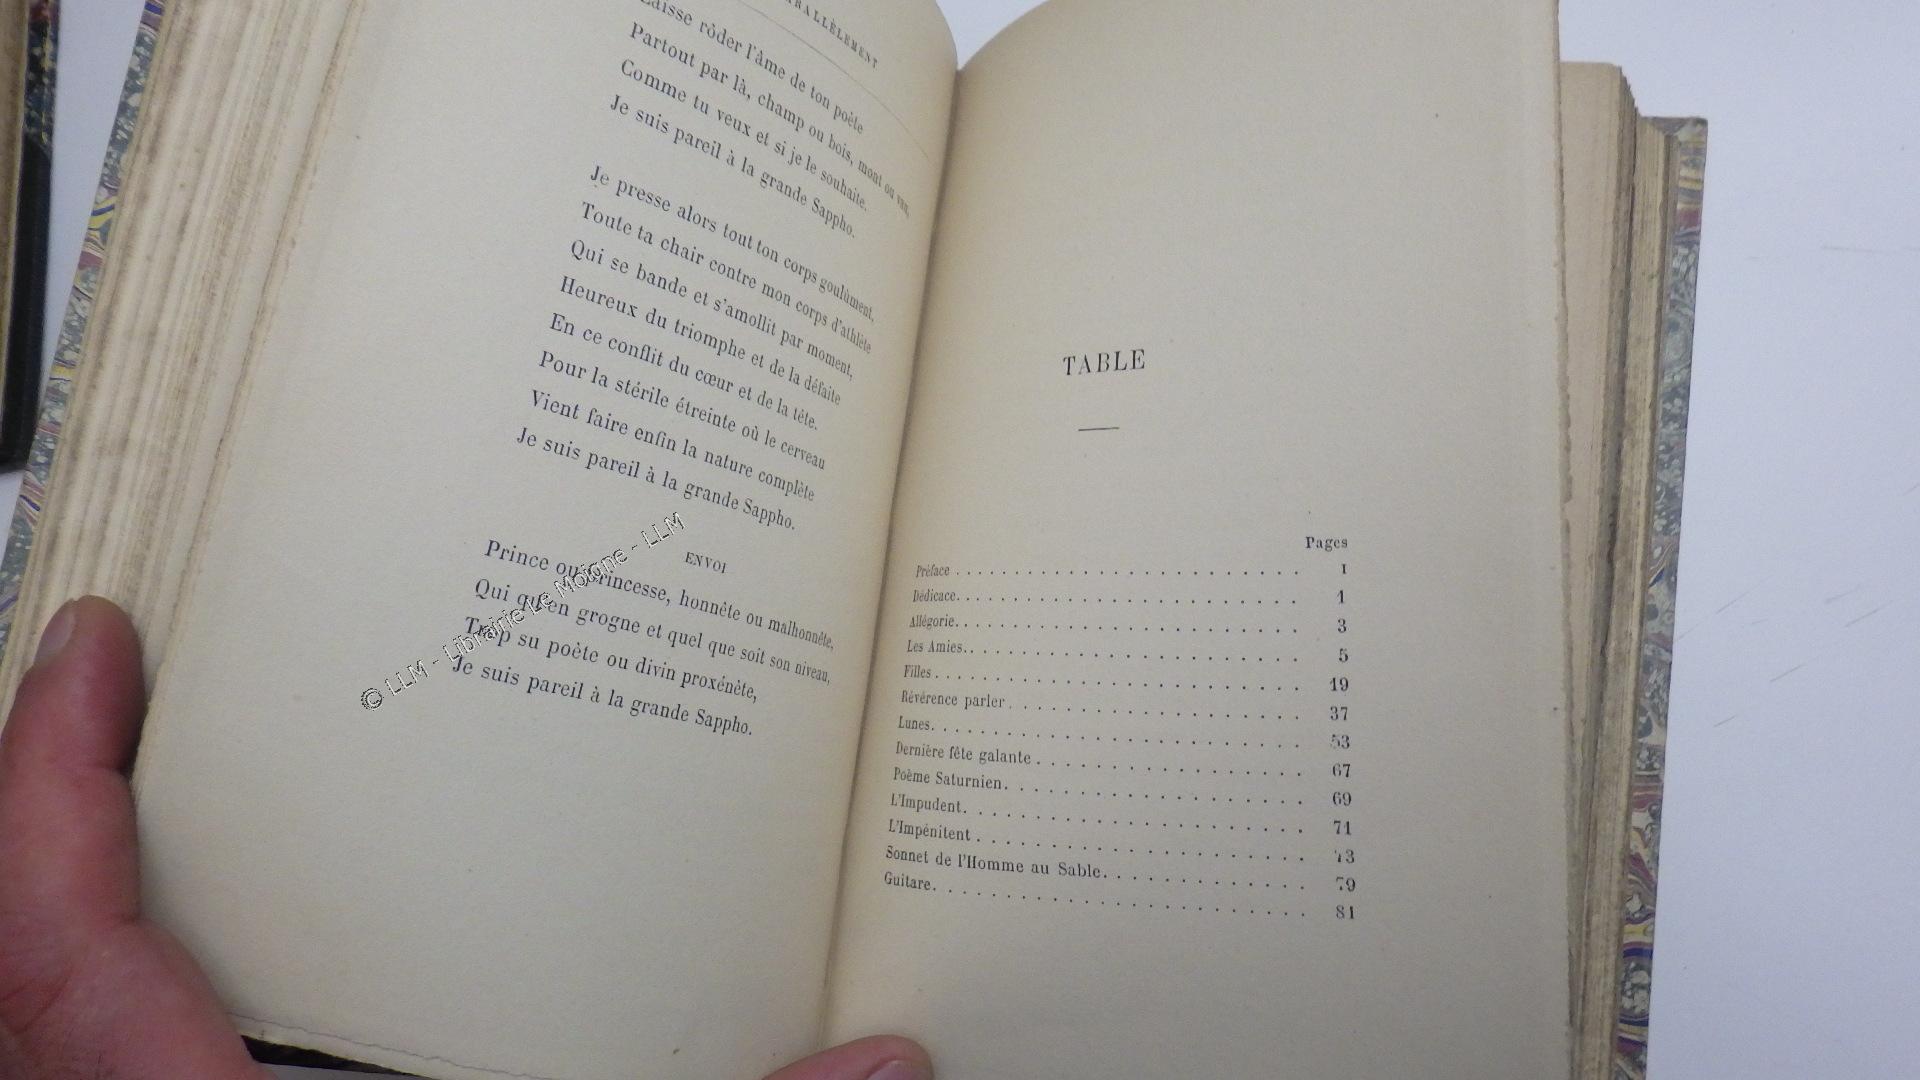 PARALLÈLEMENT
Laisse rôder l'âme de ton poète
Partout par là, champ ou bois, mont ou vau,
Comme tu veux et si je le souhaite.
Je suis pareil à la grande Sappho.
Je presse alors tout ton corps goulûment,
Toute ta chair contre mon corps d'athlète
Qui se bande et s'amollit par moment,
Heureux du triomphe et de la défaite
En ce conflit du cœur et de la tête.
Pour la stérile étreinte où le cerveau
Vient faire enfin la nature complète
Je suis pareil à la grande Sappho.
ENVOI
Prince ou princesse, honnête ou malhonnête,
Qui qu'en grogne et quel que soit son niveau,
Trop su poète ou divin proxénète,
Je suis pareil à la grande Sappho.
© LLM - Librairie Le Moigne - LLM
TABLE
Pages
Préface . . . . . . . . . . . . . . . . . . . . . . . . . . . . I
Dédicace. . . . . . . . . . . . . . . . . . . . . . . . . . . . 1
Allégorie. . . . . . . . . . . . . . . . . . . . . . . . . . . . 3
Les Amies. . . . . . . . . . . . . . . . . . . . . . . . . . . . 5
Filles . . . . . . . . . . . . . . . . . . . . . . . . . . . . 19
Révérence parler . . . . . . . . . . . . . . . . . . . . . . . . 37
Lunes. . . . . . . . . . . . . . . . . . . . . . . . . . . . 53
Dernière fête galante . . . . . . . . . . . . . . . . . . . . . . 67
Poème Saturnien. . . . . . . . . . . . . . . . . . . . . . . . 69
L'Impudent. . . . . . . . . . . . . . . . . . . . . . . . . . 71
L'Impénitent . . . . . . . . . . . . . . . . . . . . . . . . . 73
Sonnet de l'Homme au Sable. . . . . . . . . . . . . . . . 79
Guitare. . . . . . . . . . . . . . . . . . . . . . . . . . . . 81